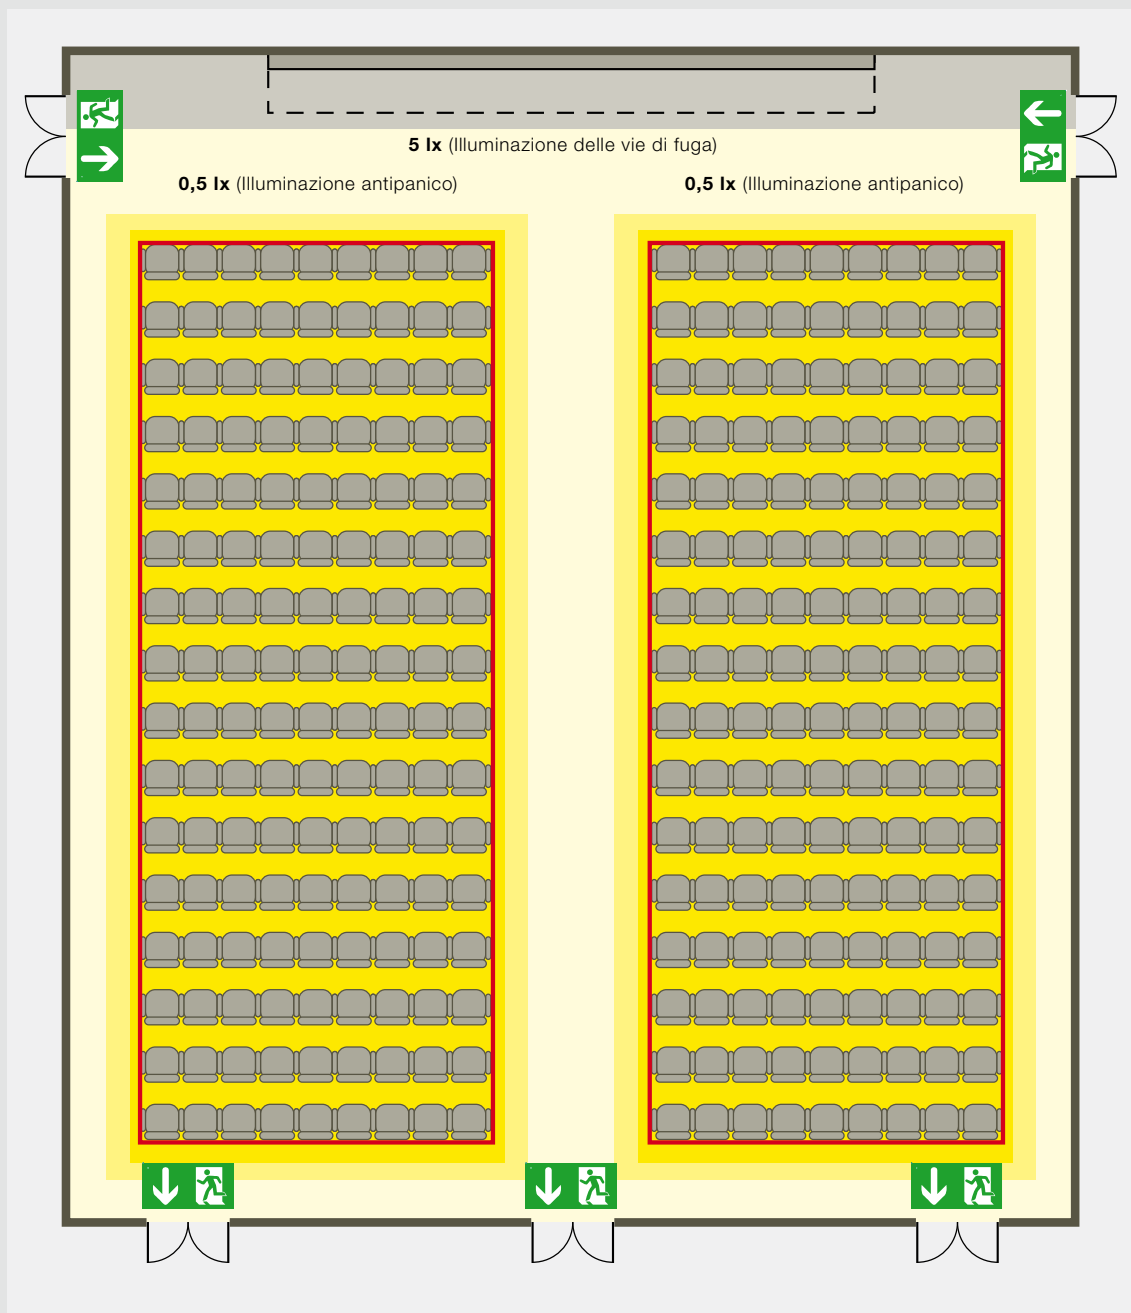 5 lx (Illuminazione delle vie di fuga)
0,5 lx (Illuminazione antipanico)
0,5 lx (Illuminazione antipanico)